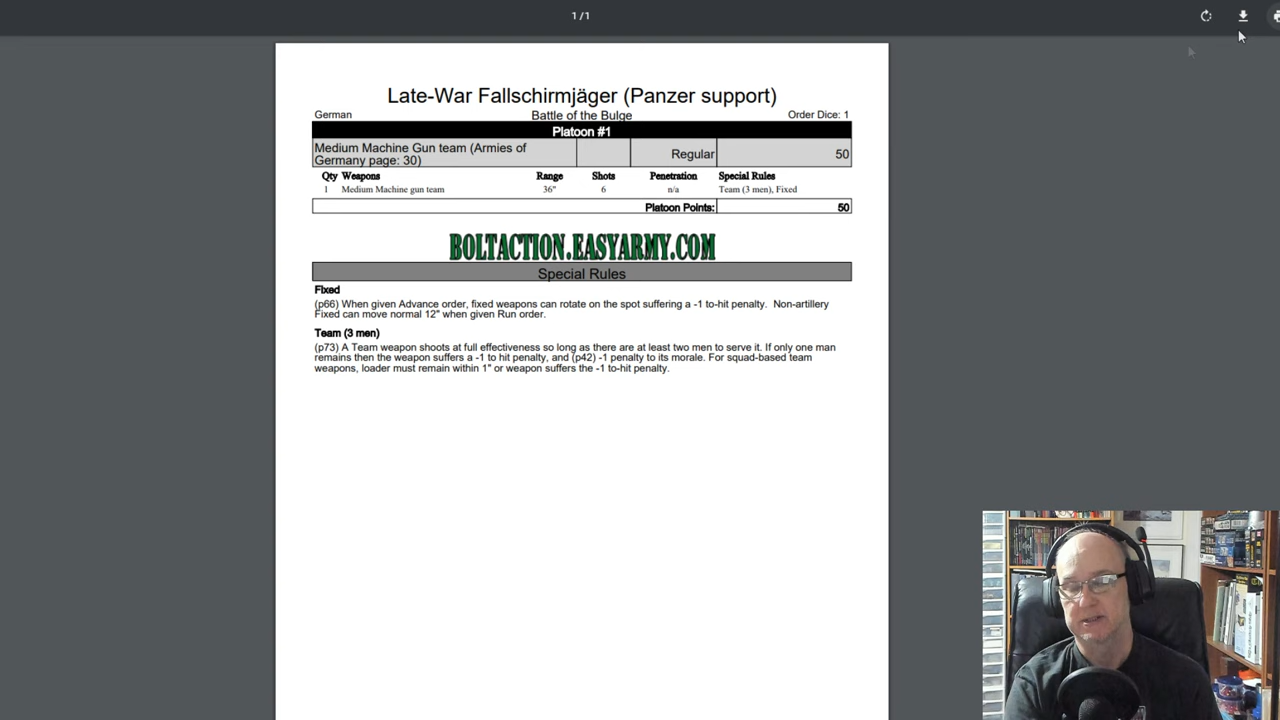 1 / 1
Late-War Fallschirmjäger (Panzer support)
German Battle of the Bulge Order Dice: 1
Platoon #1
Medium Machine Gun team (Armies of
Germany page: 30) Regular 50
Qty Weapons Range Shots Penetration Special Rules
1 Medium Machine gun team 36" 6 n/a Team (3 men), Fixed
Platoon Points: 50
BOLTACTION.EASYARMY.COM
Special Rules
Fixed
(p66) When given Advance order, fixed weapons can rotate on the spot suffering a -1 to-hit penalty. Non-artillery
Fixed can move normal 12" when given Run order.
Team (3 men)
(p73) A Team weapon shoots at full effectiveness so long as there are at least two men to serve it. If only one man
remains then the weapon suffers a -1 to hit penalty, and (p42) -1 penalty to its morale. For squad-based team
weapons, loader must remain within 1" or weapon suffers the -1 to-hit penalty.